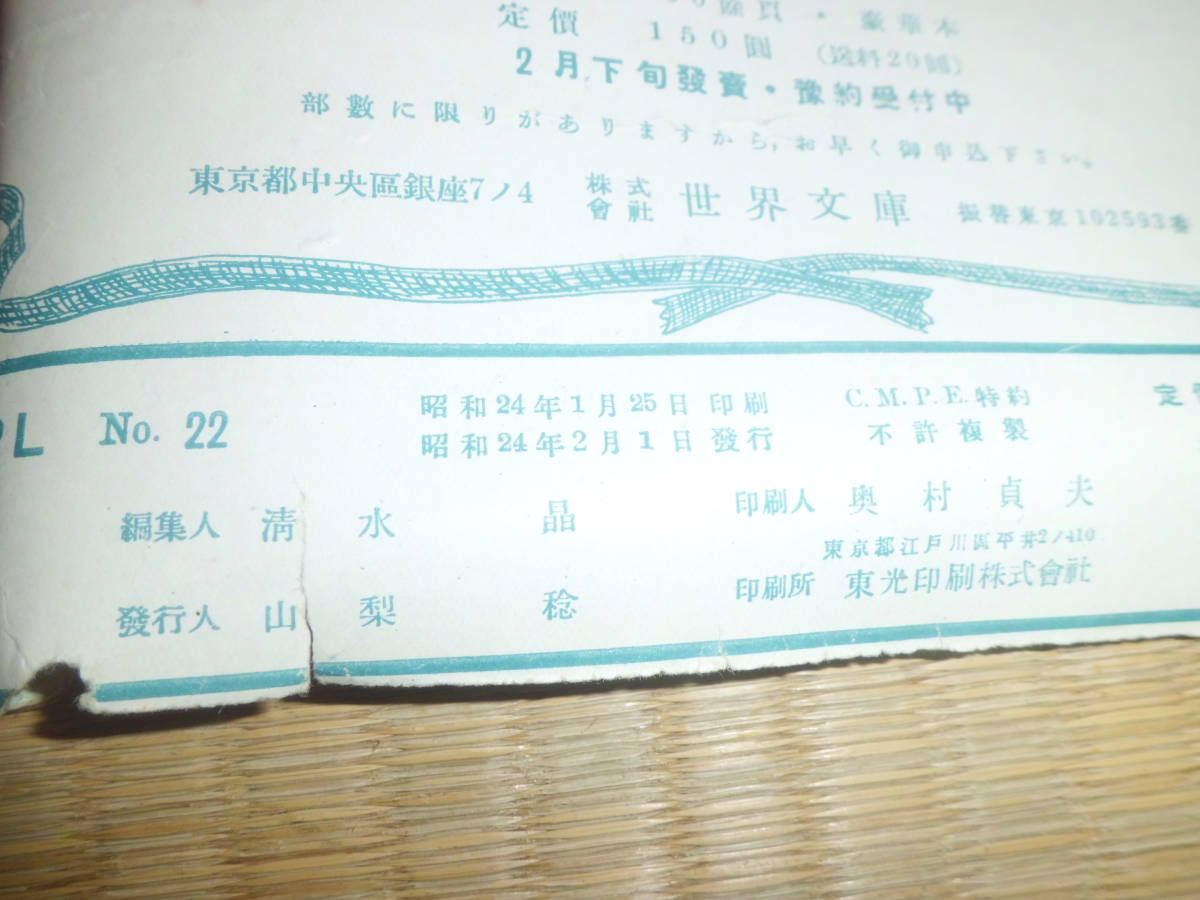 豪華本
定價 150圓 (送料20圓)
2月下旬發賣・豫約受付中
部數に限りがありますから, お早く御申込下さい。
東京都中央區銀座7ノ4 株式會社 世界文庫 振替東京102593番
No. 22 昭和24年1月25日印刷 C.M.P.E.特約 定
昭和24年2月1日發行 不許複製
編集人 淸水 晶 印刷人 奥村貞夫
東京都江戸川區平井2ノ410
發行人 山梨 稔 印刷所 東光印刷株式會社